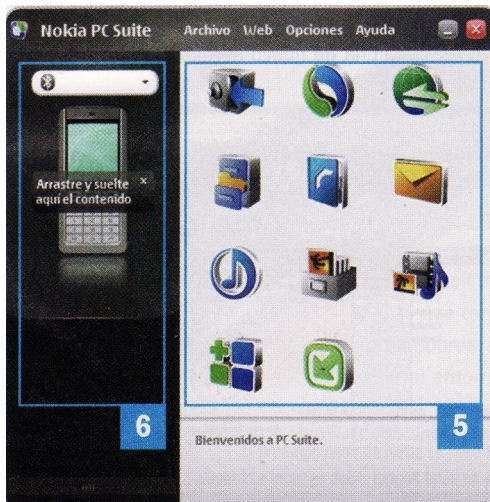 Nokia PC Suite Archivo Web Opciones Ayuda
Arrastre y suelte
aquí el contenido
6
5
Bienvenidos a PC Suite.